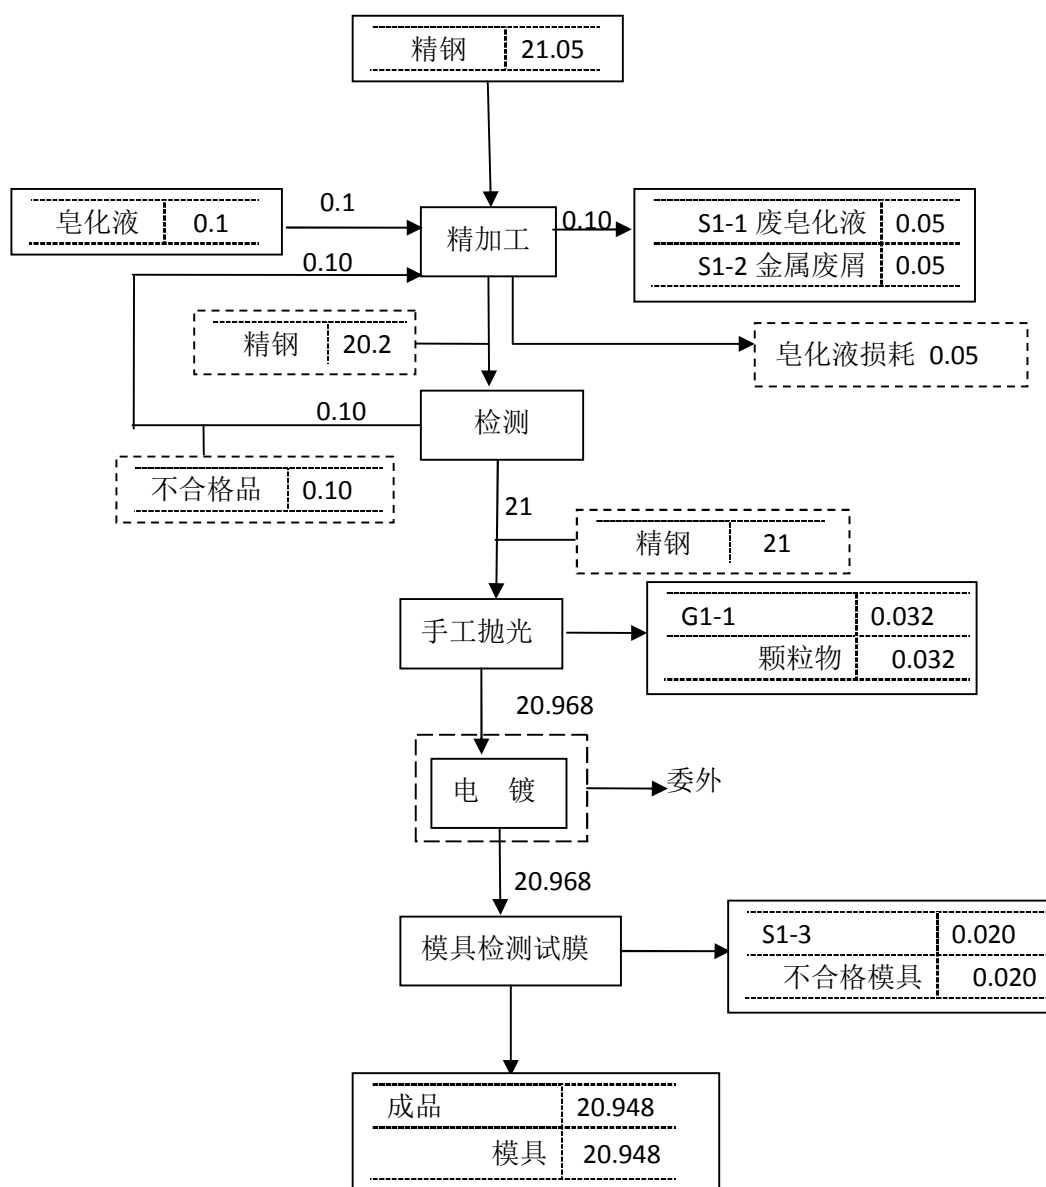 精钢 21.05
皂化液 0.1
0.1
精加工
0.10
S1-1 废皂化液 0.05
S1-2 金属废屑 0.05
0.10
精钢 20.2
皂化液损耗 0.05
0.10
检测
不合格品 0.10
21
精钢 21
手工抛光
G1-1 0.032
颗粒物 0.032
20.968
电 镀
委外
20.968
模具检测试膜
S1-3 0.020
不合格模具 0.020
成品 20.948
模具 20.948